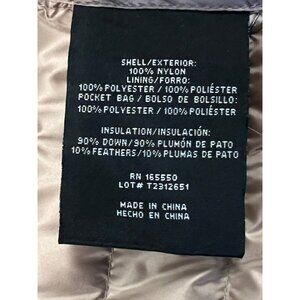 SHELL/EXTERIOR:
100% NYLON
LINING/FORRO:
100% POLYESTER / 100% POLIÉSTER
POCKET BAG / BOLSO DE BOLSILLO:
100% POLYESTER / 100% POLIÉSTER
INSULATION/INSULACIÓN:
90% DOWN/90% PLUMÓN DE PATO
10% FEATHERS/10% PLUMAS DE PATO
RN 165550
LOT# T2312651
MADE IN CHINA
HECHO EN CHINA